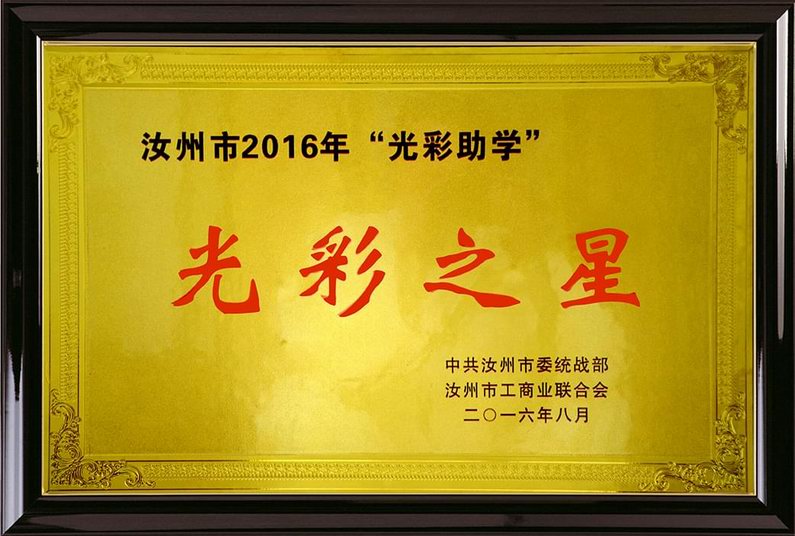 汝州市2016年“光彩助学”
光彩之星
中共汝州市委统战部
汝州市工商业联合会
二〇一六年八月